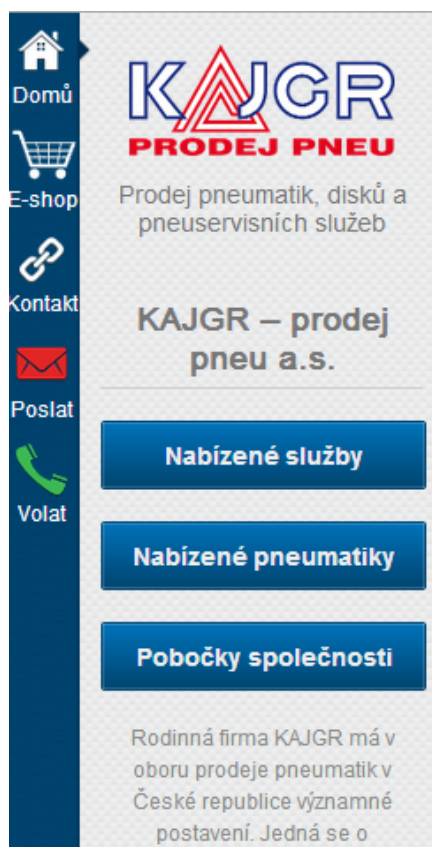 Domů
E-shop
Kontakt
Poslat
Volat
KAJGR
PRODEJ PNEU
Prodej pneumatik, disků a
pneuservisních služeb
KAJGR – prodej
pneu a.s.
Nabízené služby
Nabízené pneumatiky
Pobočky společnosti
Rodinná firma KAJGR má v
oboru prodeje pneumatik v
České republice významné
postavení. Jedná se o